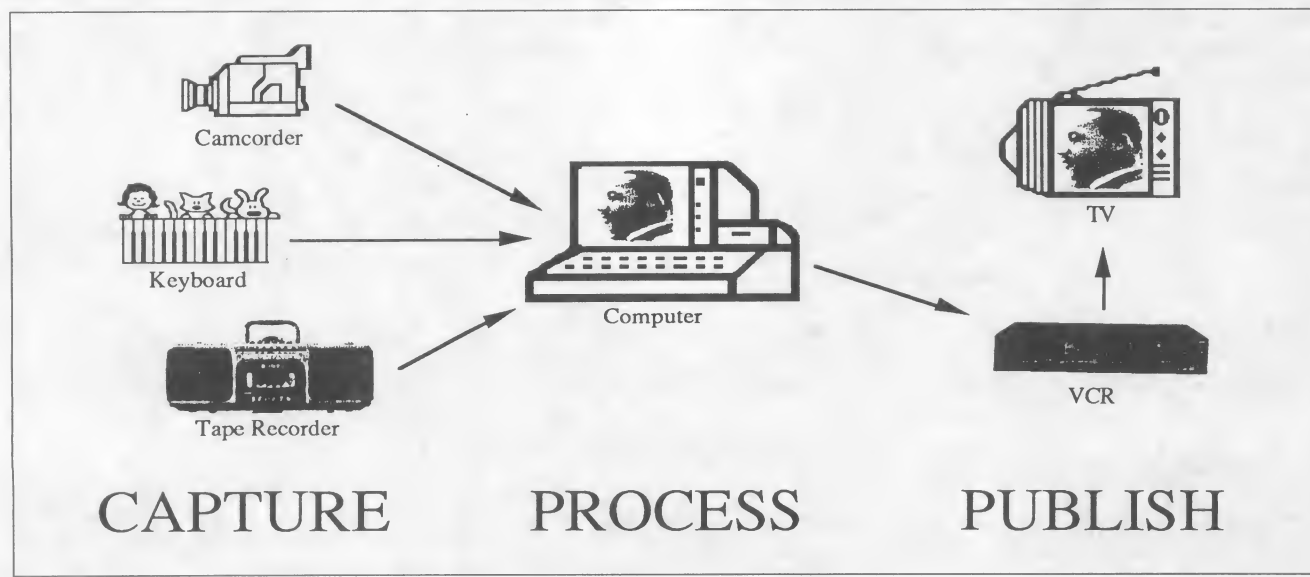 Camcorder
Keyboard
Tape Recorder
Computer
TV
VCR
CAPTURE PROCESS PUBLISH